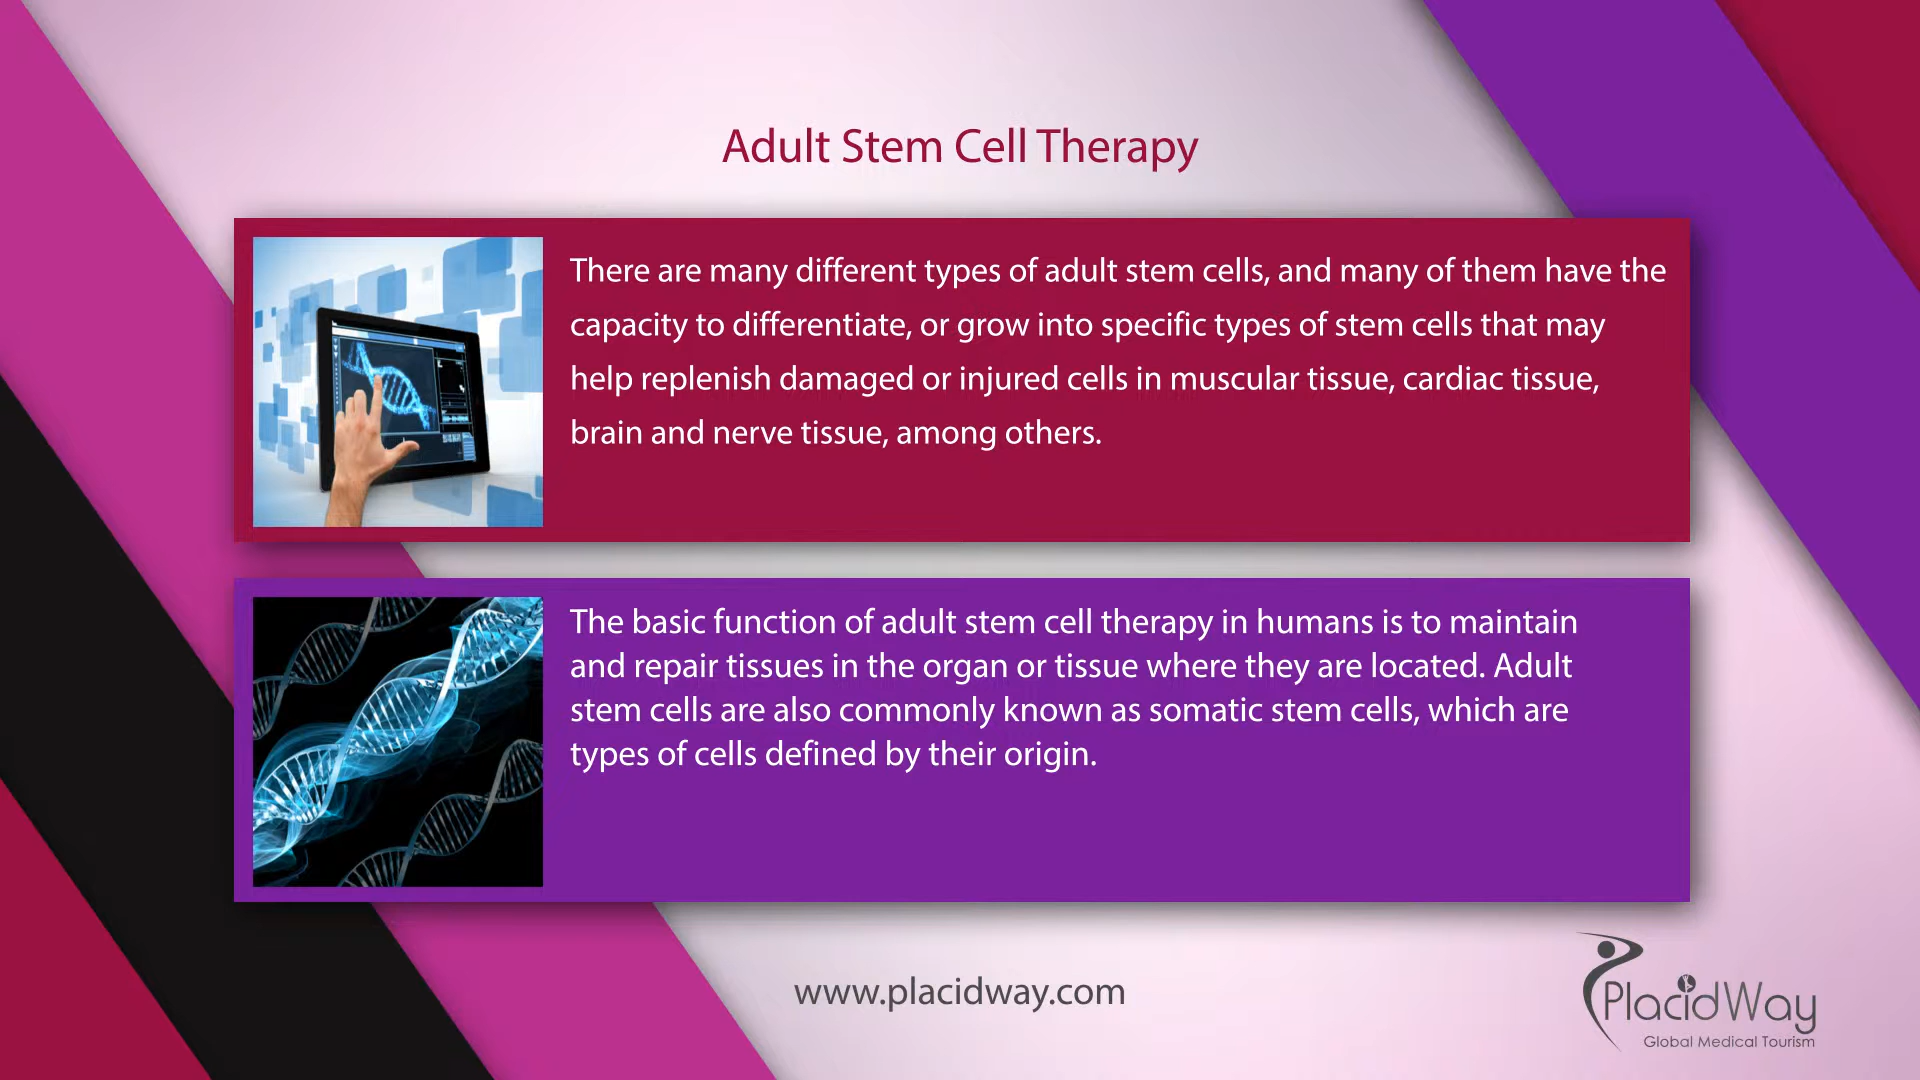 Adult Stem Cell Therapy
There are many different types of adult stem cells, and many of them have the
capacity to differentiate, or grow into specific types of stem cells that may
help replenish damaged or injured cells in muscular tissue, cardiac tissue,
brain and nerve tissue, among others.
The basic function of adult stem cell therapy in humans is to maintain
and repair tissues in the organ or tissue where they are located. Adult
stem cells are also commonly known as somatic stem cells, which are
types of cells defined by their origin.
www.placidway.com
PlacidWay
Global Medical Tourism